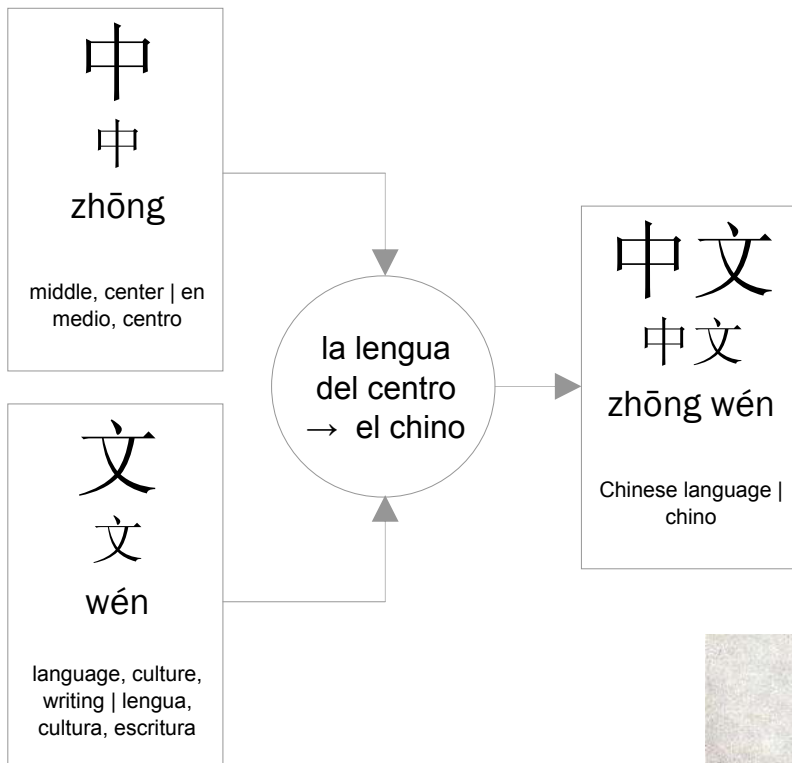 中
中
zhōng
middle, center | en
medio, centro
文
文
wén
language, culture,
writing | lengua,
cultura, escritura
la lengua
del centro
→ el chino
中文
中文
zhōng wén
Chinese language |
chino